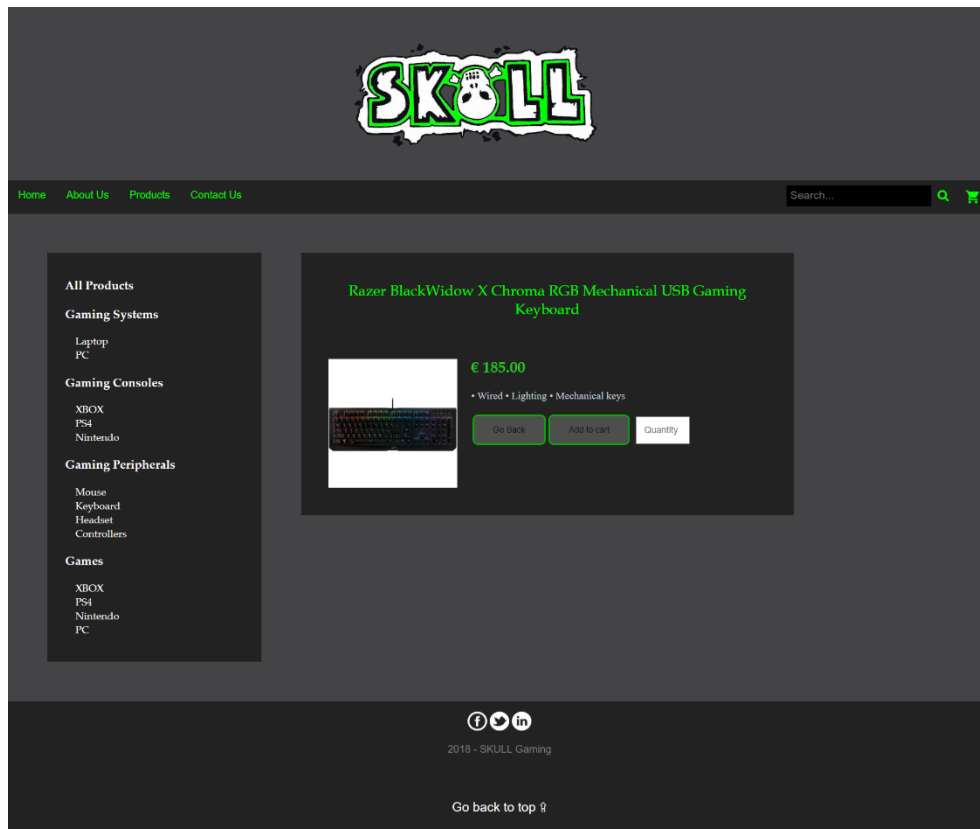 SKULL
Home About Us Products Contact Us Search...
All Products
Gaming Systems
Laptop
PC
Gaming Consoles
XBOX
PS4
Nintendo
Gaming Peripherals
Mouse
Keyboard
Headset
Controllers
Games
XBOX
PS4
Nintendo
PC
Razer BlackWidow X Chroma RGB Mechanical USB Gaming
Keyboard
€ 185.00
• Wired • Lighting • Mechanical keys
Go Back Add to cart Quantity
f in
2018 - SKULL Gaming
Go back to top ⇪